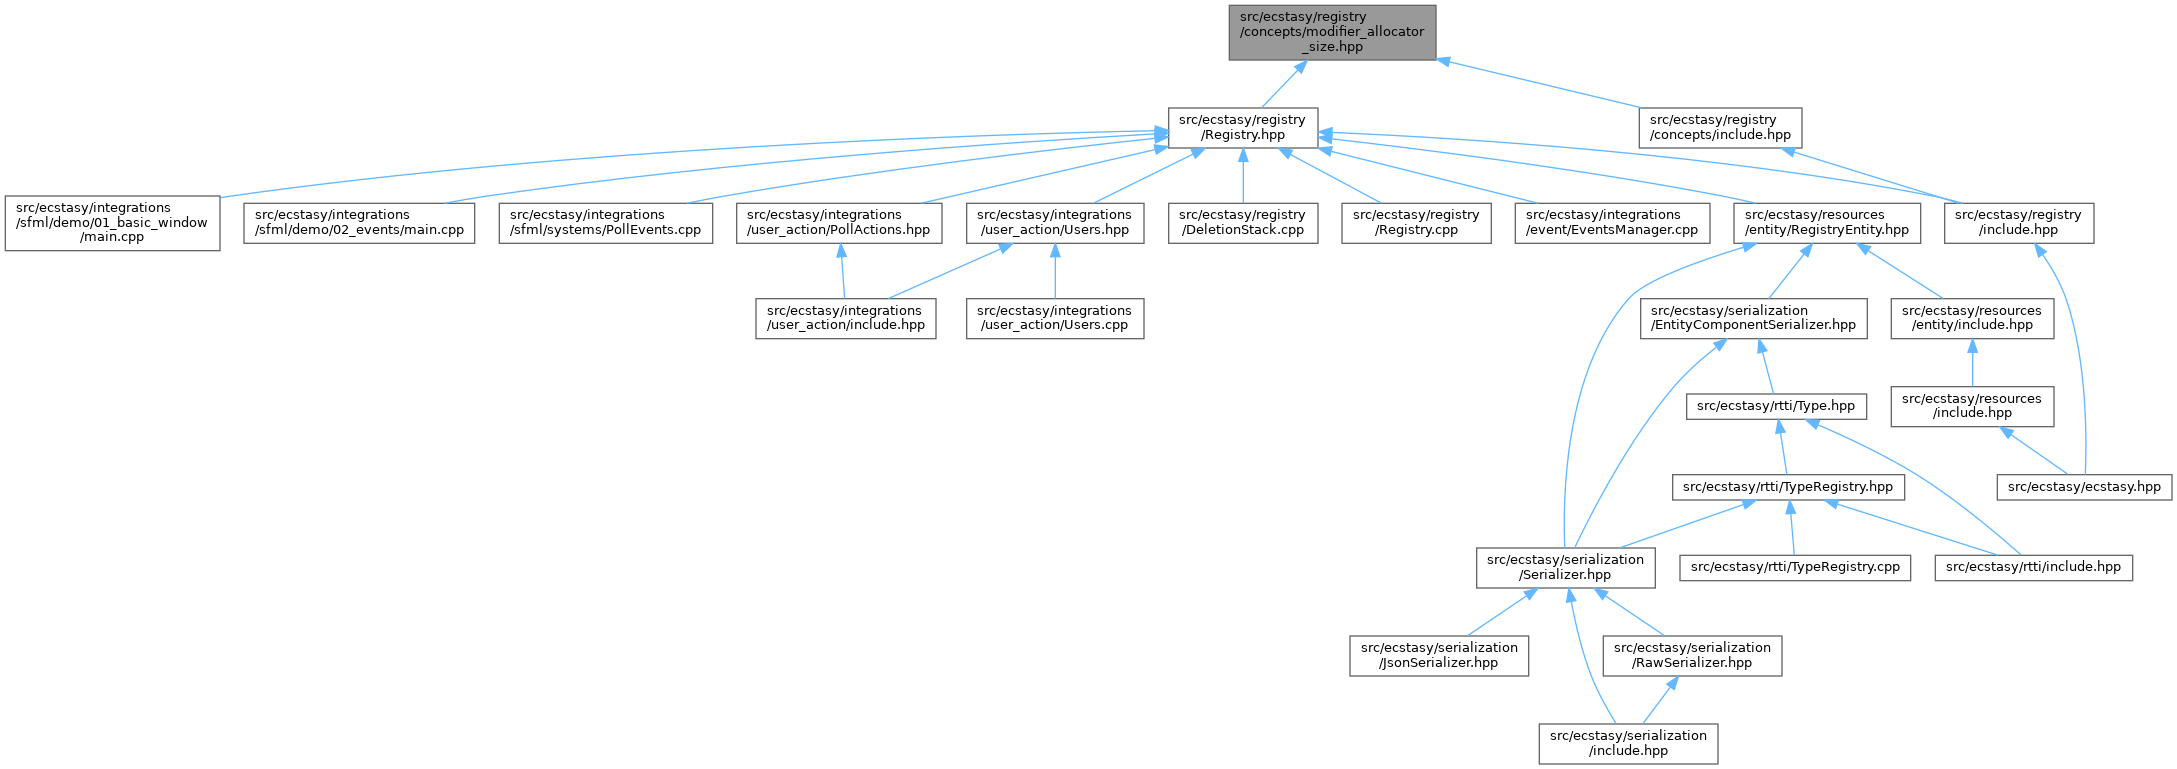 src/ecstasy/registry
/concepts/modifier_allocator
_size.hpp
src/ecstasy/registry
/Registry.hpp
src/ecstasy/registry
/concepts/include.hpp
src/ecstasy/integrations
/sfml/demo/01_basic_window
/main.cpp
src/ecstasy/integrations
/sfml/demo/02_events/main.cpp
src/ecstasy/integrations
/sfml/systems/PollEvents.cpp
src/ecstasy/integrations
/user_action/PollActions.hpp
src/ecstasy/integrations
/user_action/Users.hpp
src/ecstasy/registry
/DeletionStack.cpp
src/ecstasy/registry
/Registry.cpp
src/ecstasy/integrations
/event/EventsManager.cpp
src/ecstasy/resources
/entity/RegistryEntity.hpp
src/ecstasy/registry
/include.hpp
src/ecstasy/integrations
/user_action/include.hpp
src/ecstasy/integrations
/user_action/Users.cpp
src/ecstasy/serialization
/EntityComponentSerializer.hpp
src/ecstasy/resources
/entity/include.hpp
src/ecstasy/rtti/Type.hpp
src/ecstasy/resources
/include.hpp
src/ecstasy/rtti/TypeRegistry.hpp
src/ecstasy/ecstasy.hpp
src/ecstasy/serialization
/Serializer.hpp
src/ecstasy/rtti/TypeRegistry.cpp
src/ecstasy/rtti/include.hpp
src/ecstasy/serialization
/JsonSerializer.hpp
src/ecstasy/serialization
/RawSerializer.hpp
src/ecstasy/serialization
/include.hpp